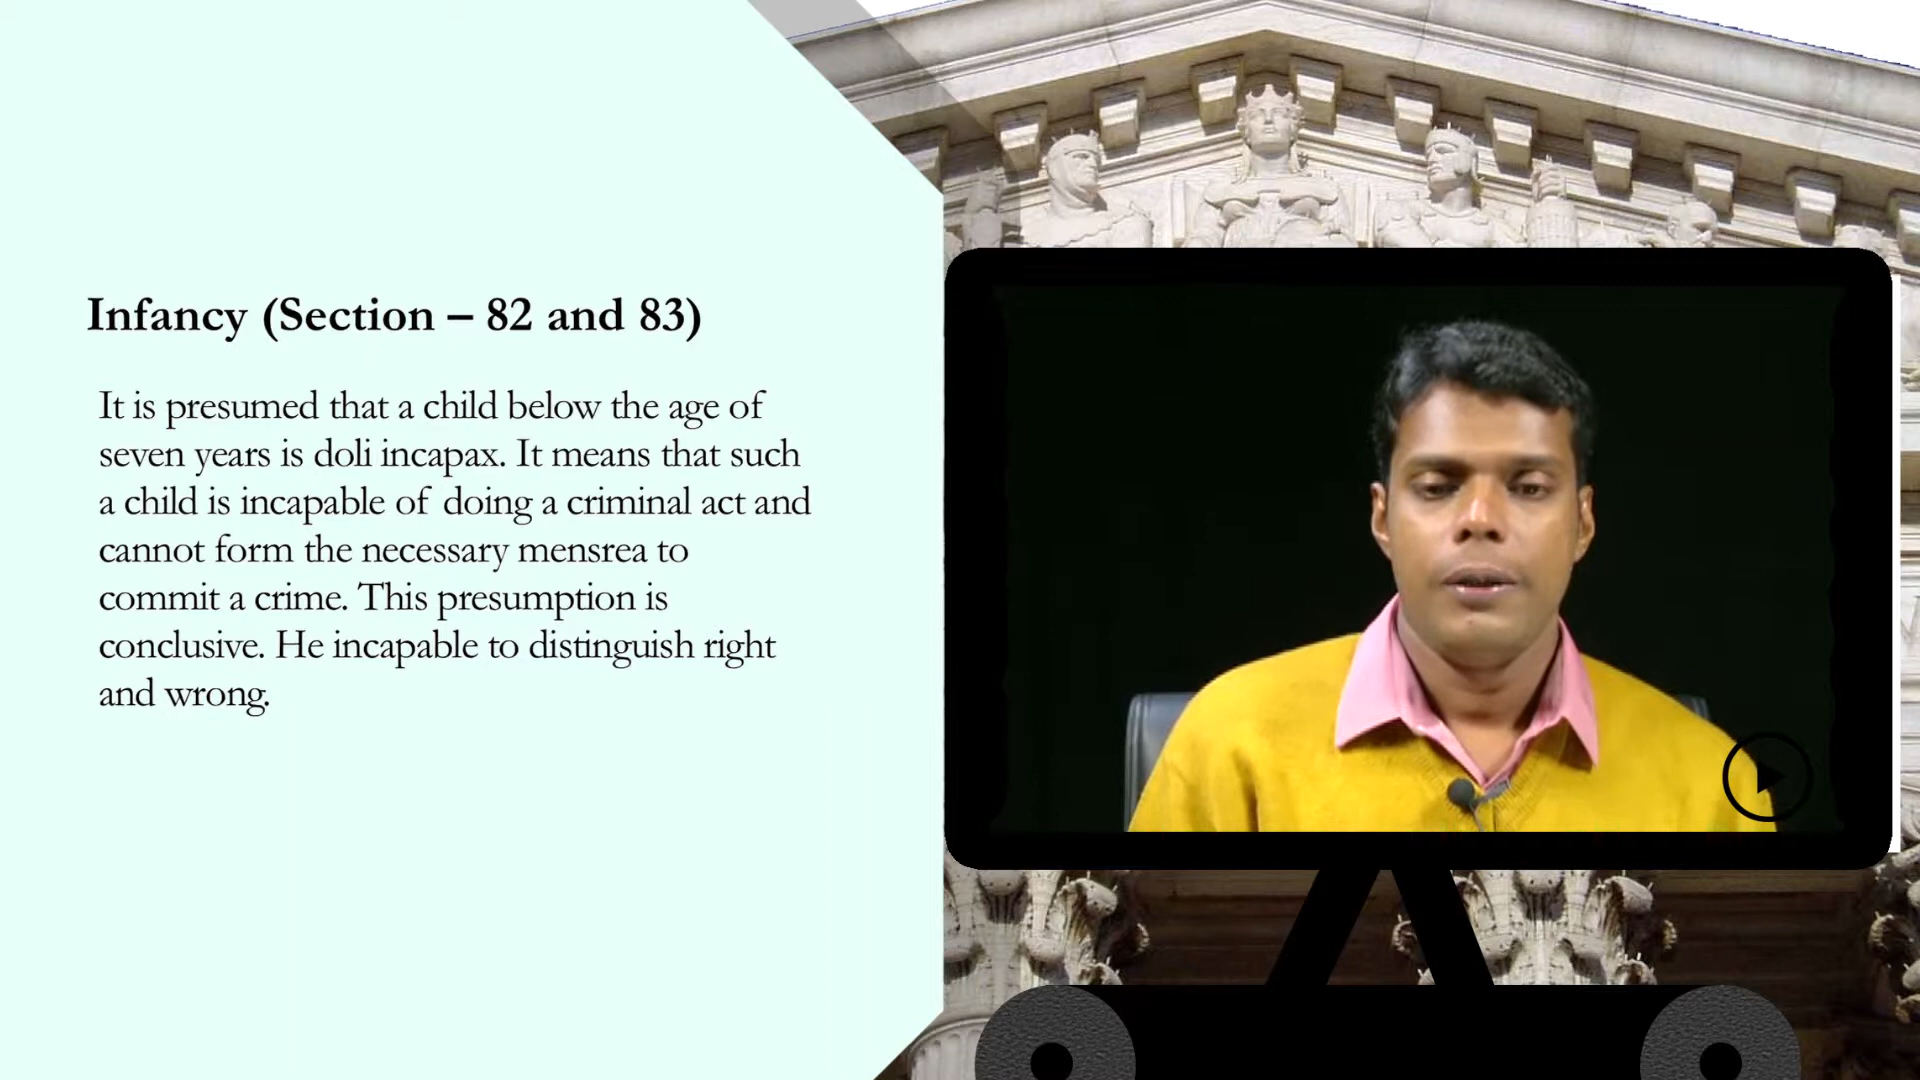 Infancy (Section – 82 and 83)
It is presumed that a child below the age of
seven years is doli incapax. It means that such
a child is incapable of doing a criminal act and
cannot form the necessary mensrea to
commit a crime. This presumption is
conclusive. He incapable to distinguish right
and wrong.